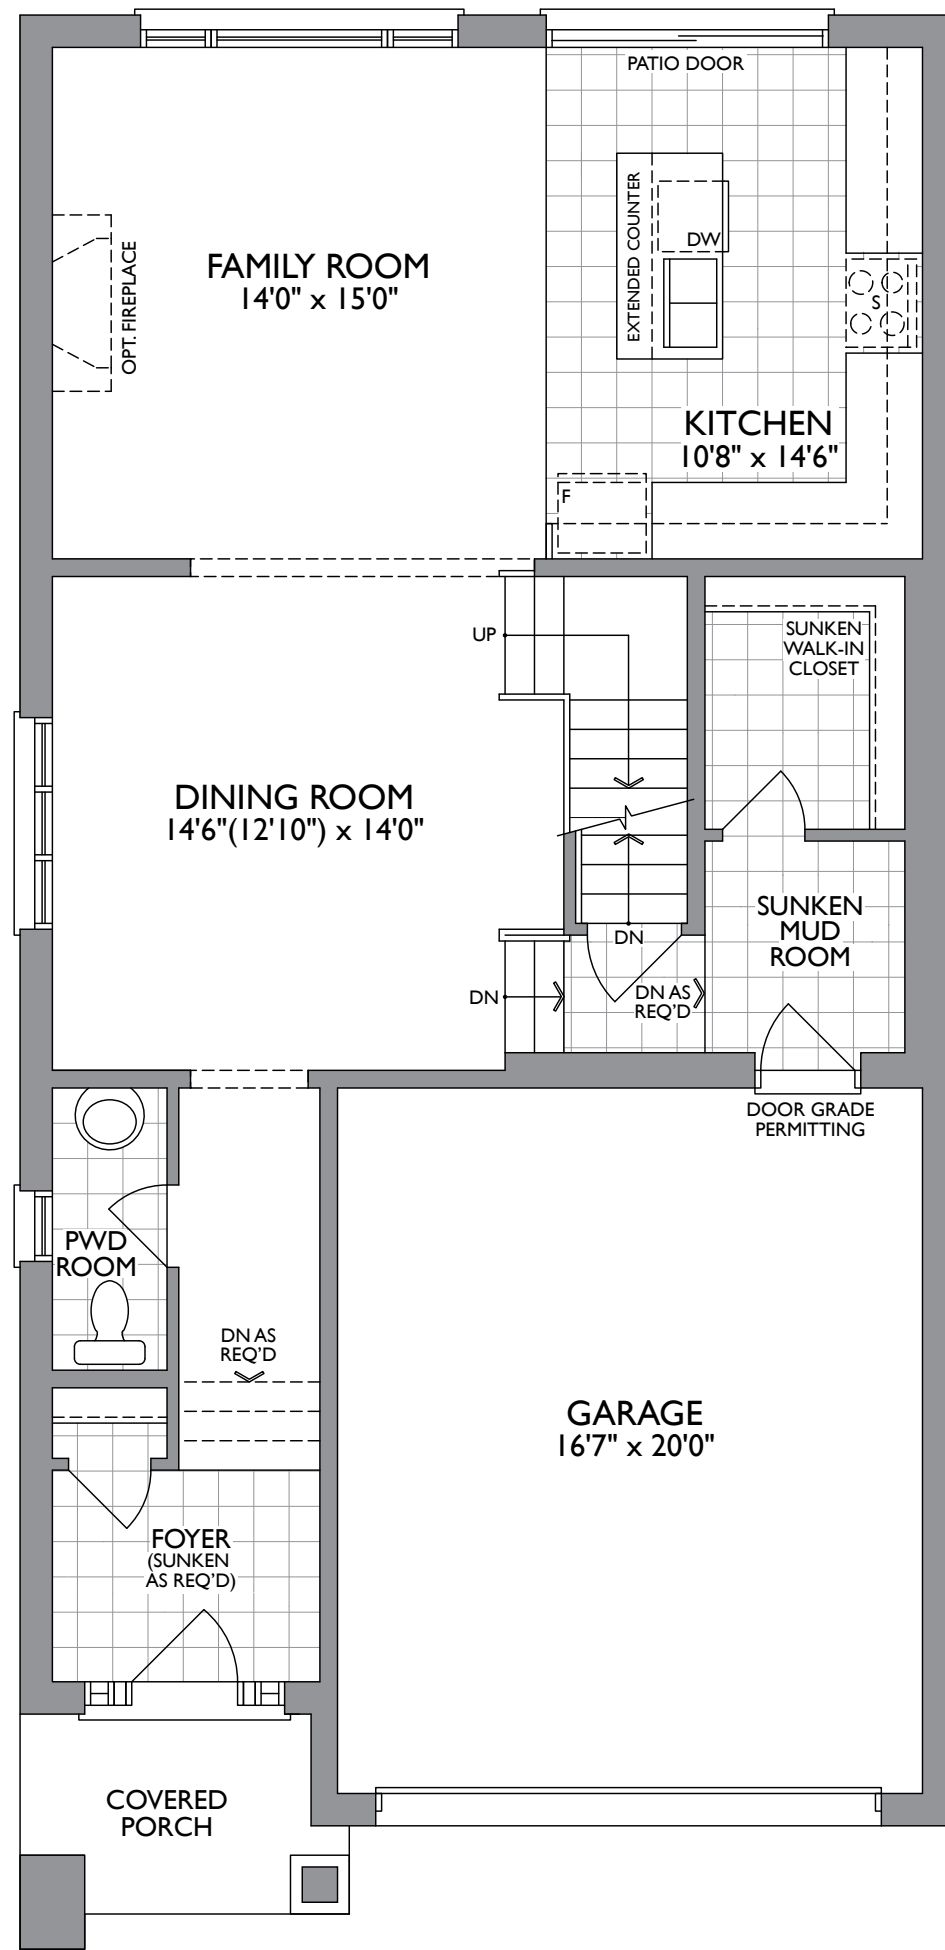 PATIO DOOR
EXTENDED COUNTER
DW
FAMILY ROOM
14'0" x 15'0"
OPT. FIREPLACE
S
KITCHEN
10'8" x 14'6"
F
UP
SUNKEN
WALK-IN
CLOSET
DINING ROOM
14'6"(12'10") x 14'0"
SUNKEN
MUD
ROOM
DN
DN
DN AS
REQ'D
DOOR GRADE
PERMITTING
PWD
ROOM
DN AS
REQ'D
GARAGE
16'7" x 20'0"
FOYER
(SUNKEN
AS REQ'D)
COVERED
PORCH